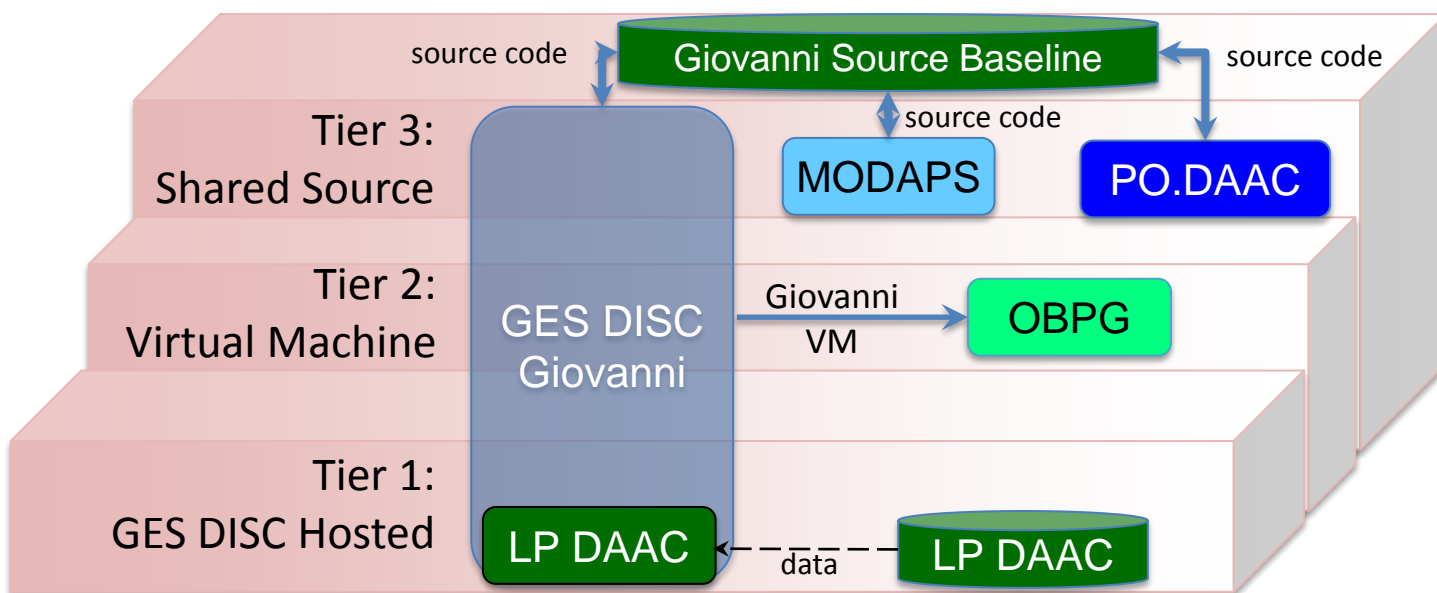 source code
Giovanni Source Baseline
source code
Tier 3:
Shared Source
source code
MODAPS
PO.DAAC
Tier 2:
Virtual Machine
GES DISC
Giovanni
Giovanni
VM
OBPG
Tier 1:
GES DISC Hosted
LP DAAC
data
LP DAAC